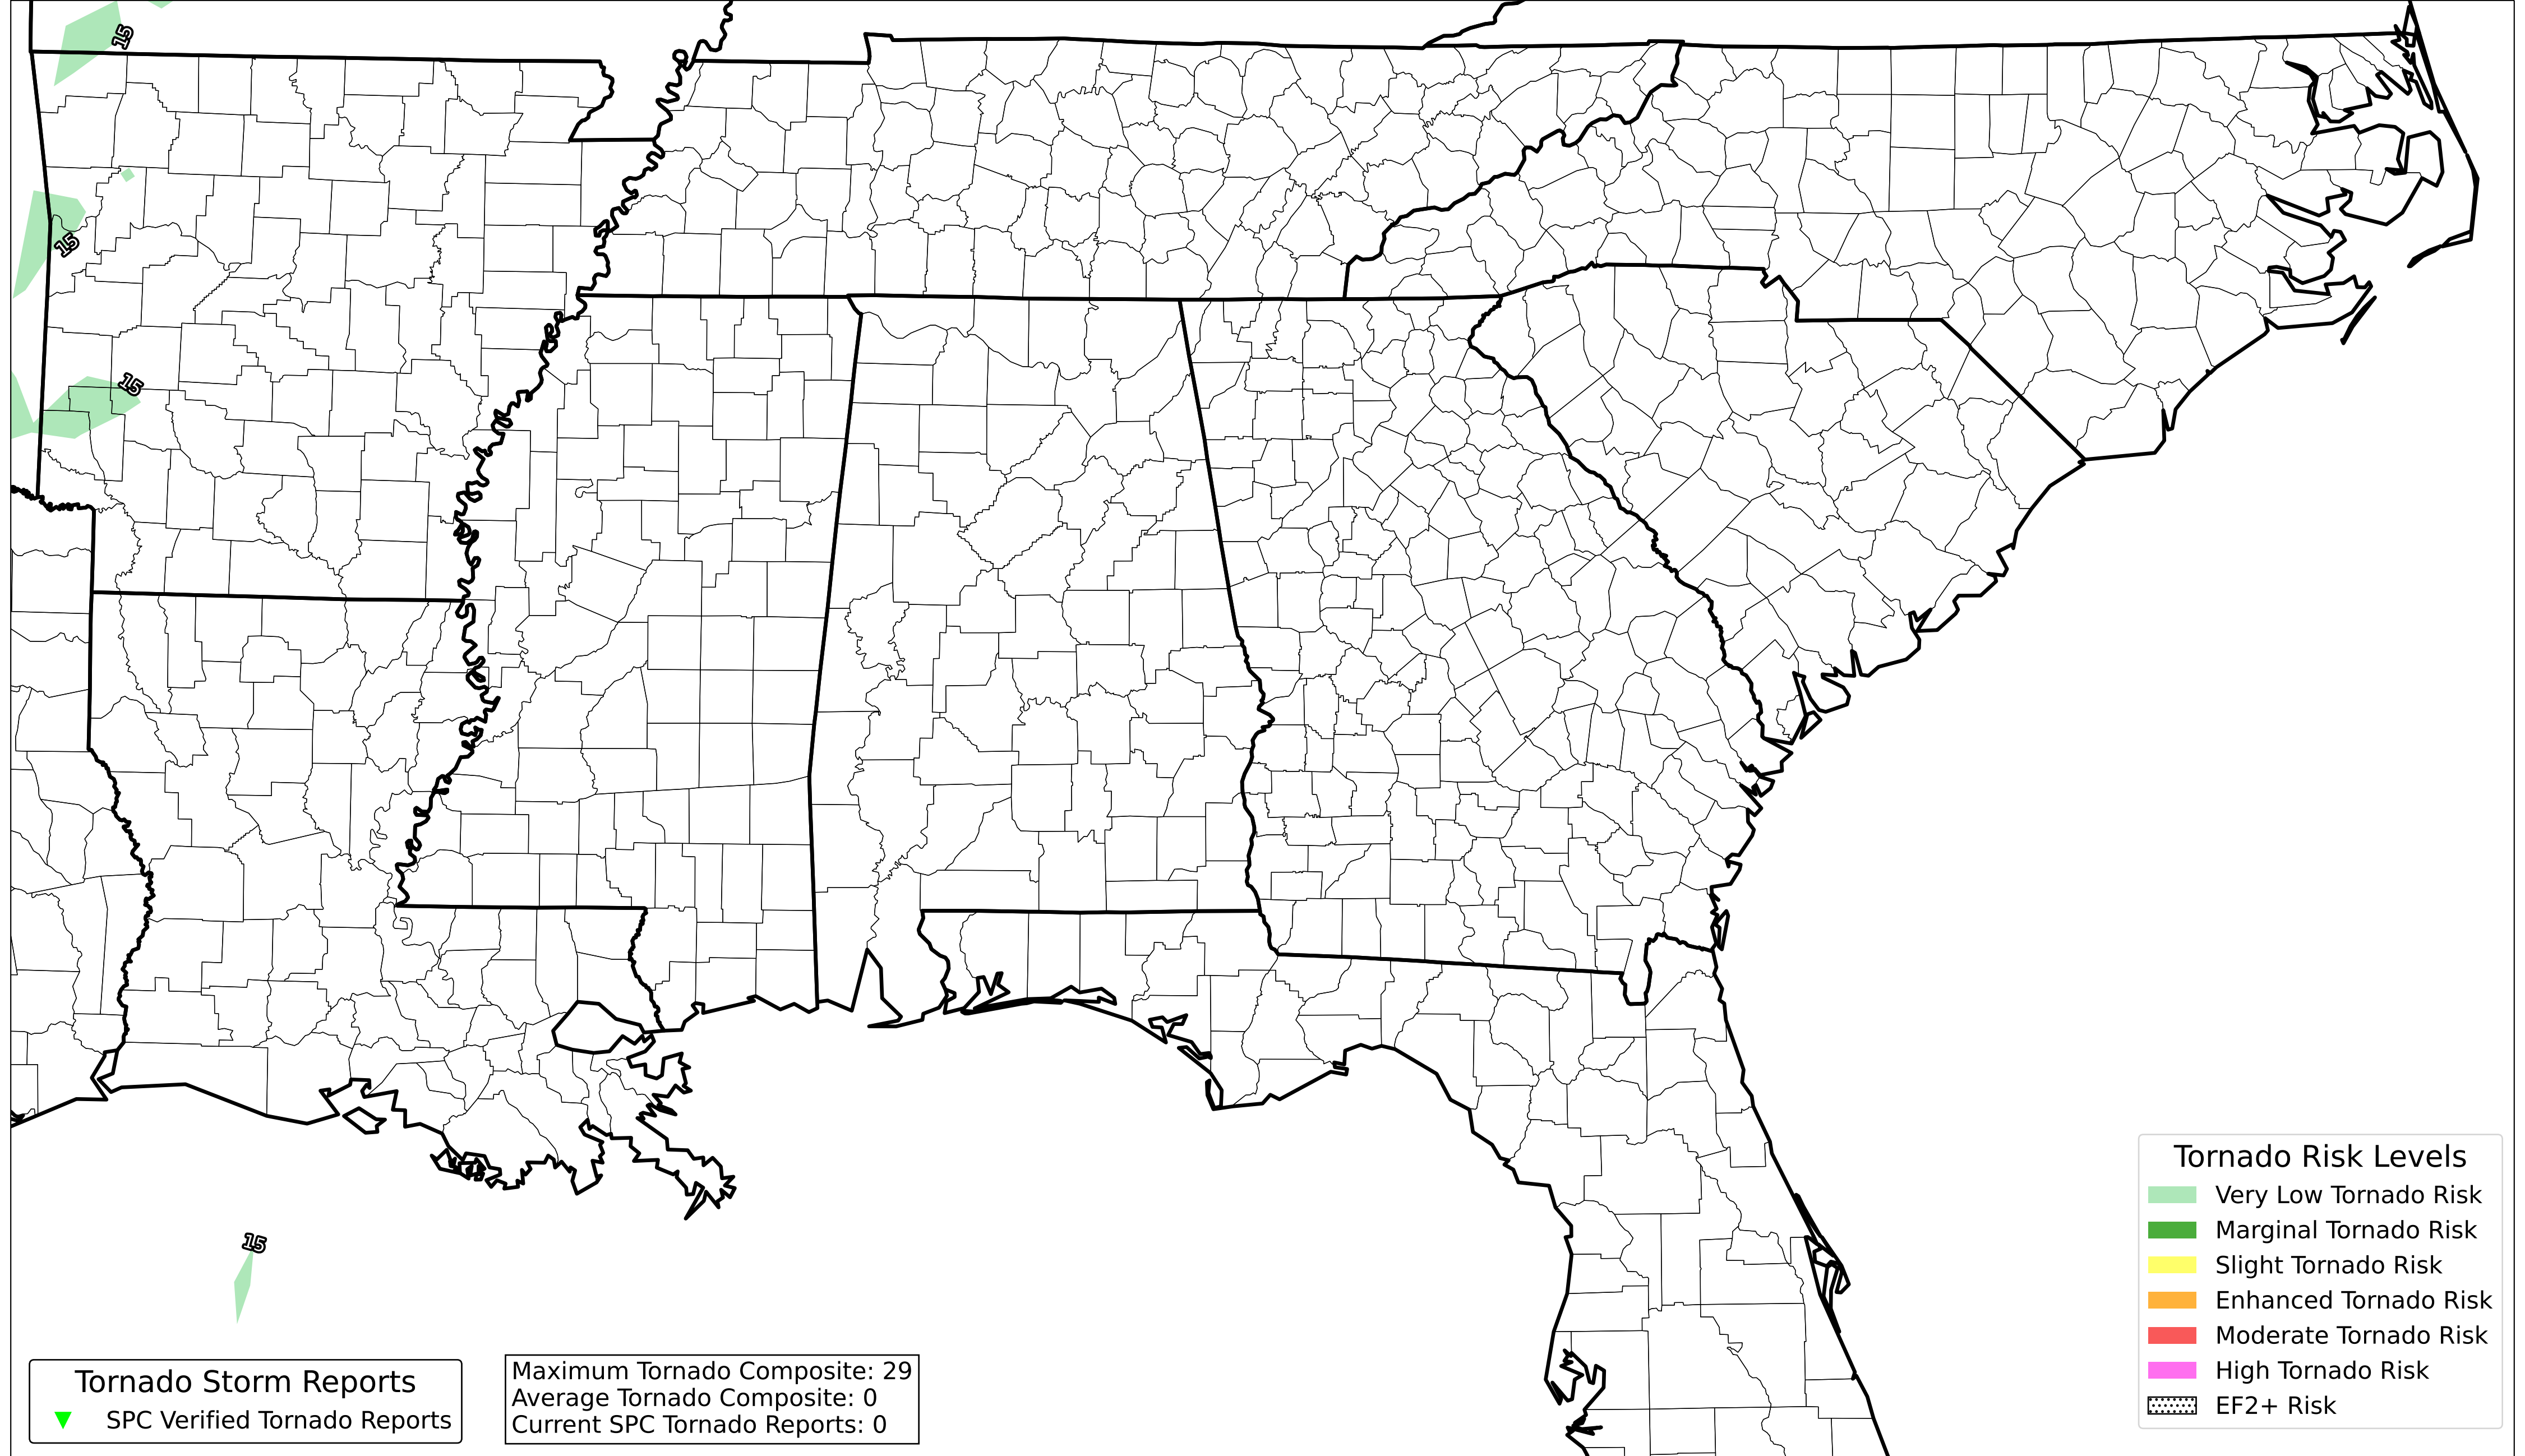 15
15
15
15
Tornado Risk Levels
Very Low Tornado Risk
Marginal Tornado Risk
Slight Tornado Risk
Enhanced Tornado Risk
Moderate Tornado Risk
High Tornado Risk
EF2+ Risk
Tornado Storm Reports
SPC Verified Tornado Reports
Maximum Tornado Composite: 29
Average Tornado Composite: 0
Current SPC Tornado Reports: 0